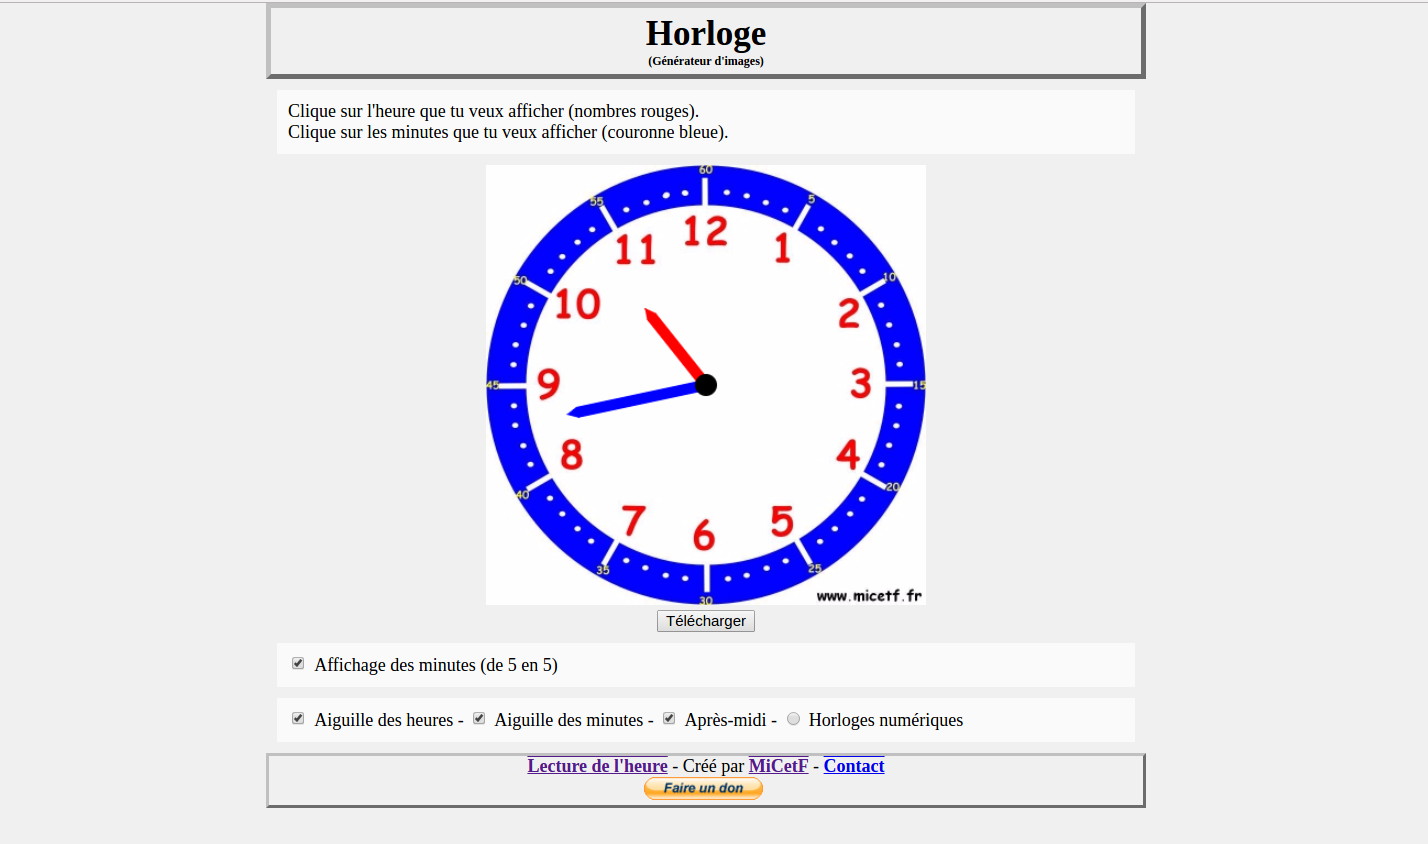 Horloge
(Générateur d'images)
Clique sur l'heure que tu veux afficher (nombres rouges).
Clique sur les minutes que tu veux afficher (couronne bleue).
60
55
5
12
11
1
50
10
10
2
45
9
3
15
8
4
40
20
7
5
6
35
25
30
www.micetf.fr
Télécharger
Affichage des minutes (de 5 en 5)
Aiguille des heures - Aiguille des minutes - Après-midi - Horloges numériques
Lecture de l'heure - Créé par MiCetF - Contact
Faire un don